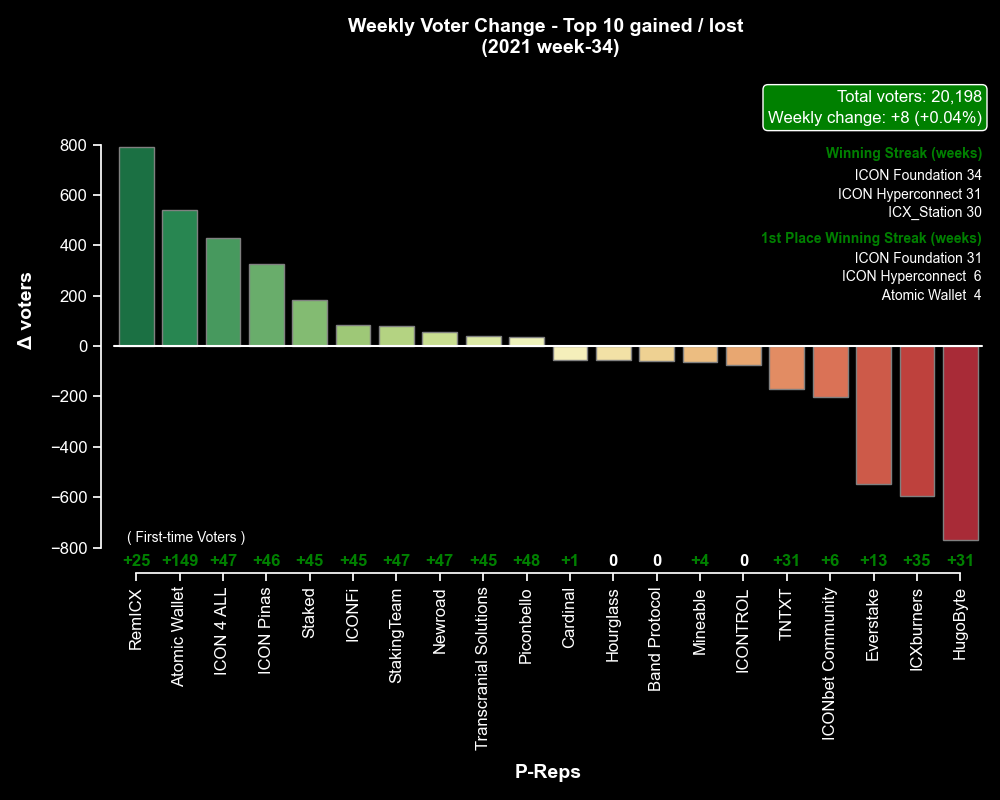 Weekly Voter Change - Top 10 gained / lost
(2021 week-34)
Total voters: 20,198
Weekly change: +8 (+0.04%)
Winning Streak (weeks)
ICON Foundation 34
ICON Hyperconnect 31
ICX_Station 30
1st Place Winning Streak (weeks)
ICON Foundation 31
ICON Hyperconnect 6
Atomic Wallet 4
Δ voters
800
600
400
200
0
−200
−400
−600
−800
( First-time Voters )
+25 +149 +47 +46 +45 +45 +47 +47 +45 +48 +1 0 0 +4 0 +31 +6 +13 +35 +31
RemICX
Atomic Wallet
ICON 4 ALL
ICON Pinas
Staked
ICONFi
StakingTeam
Newroad
Transcranial Solutions
Piconbello
Cardinal
Hourglass
Band Protocol
Mineable
ICONTROL
TNTXT
ICONbet Community
Everstake
ICXburners
HugoByte
P-Reps